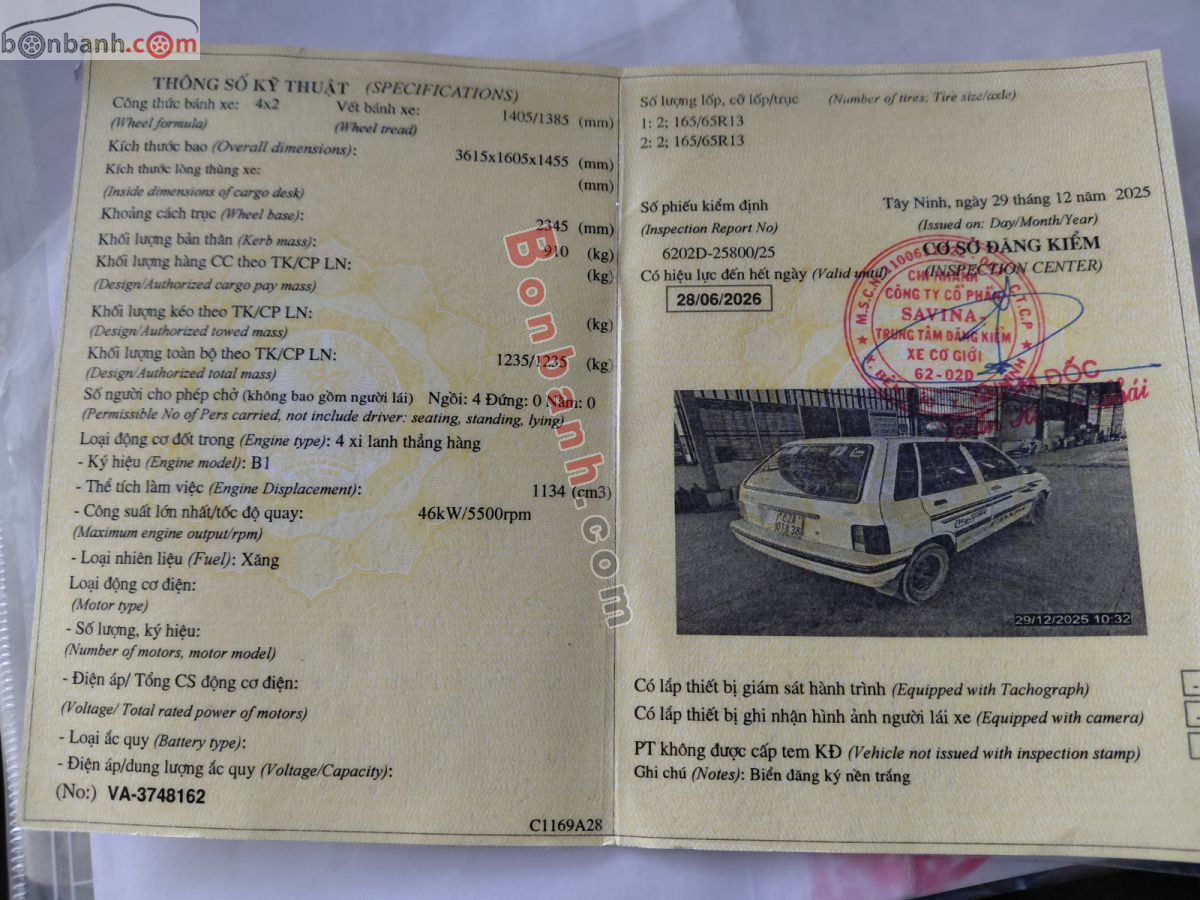 bonbanh.com
THÔNG SỐ KỸ THUẬT (SPECIFICATIONS)
Công thức bánh xe: 4x2 Vết bánh xe: 1405/1385 (mm)
(Wheel formula) (Wheel tread)
Kích thước bao (Overall dimensions): 3615x1605x1455 (mm)
Kích thước lòng thùng xe: (mm)
(Inside dimensions of cargo desk)
Khoảng cách trục (Wheel base): 2345 (mm)
Khối lượng bản thân (Kerb mass): 910 (kg)
Khối lượng hàng CC theo TK/CP LN: (kg)
(Design/Authorized cargo pay mass)
Khối lượng kéo theo TK/CP LN: (kg)
(Design/Authorized towed mass)
Khối lượng toàn bộ theo TK/CP LN: 1235/1235 (kg)
(Design/Authorized total mass)
Số người cho phép chở (không bao gồm người lái) Ngồi: 4 Đứng: 0 Nằm: 0
(Permissible No of Pers carried, not include driver: seating, standing, lying)
Loại động cơ đốt trong (Engine type): 4 xi lanh thẳng hàng
- Ký hiệu (Engine model): B1
- Thể tích làm việc (Engine Displacement): 1134 (cm3)
- Công suất lớn nhất/tốc độ quay: 46kW/5500rpm
(Maximum engine output/rpm)
- Loại nhiên liệu (Fuel): Xăng
Loại động cơ điện:
(Motor type)
- Số lượng, ký hiệu:
(Number of motors, motor model)
- Điện áp/ Tổng CS động cơ điện:
(Voltage/ Total rated power of motors)
- Loại ắc quy (Battery type):
- Điện áp/dung lượng ắc quy (Voltage/Capacity):
(No:) VA-3748162
C1169A28
Số lượng lốp, cỡ lốp/trục (Number of tires; Tire size/axle)
1: 2; 165/65R13
2: 2; 165/65R13
Số phiếu kiểm định
(Inspection Report No)
6202D-25800/25
Có hiệu lực đến hết ngày (Valid until)
28/06/2026
Tây Ninh, ngày 29 tháng 12 năm 2025
(Issued on: Day/Month/Year)
CƠ SỞ ĐĂNG KIỂM
(INSPECTION CENTER)
CHI NHÁNH
CÔNG TY CỔ PHẦN
SAVINA-
TRUNG TÂM ĐĂNG KIỂM
XE CƠ GIỚI
62-02D
ĐỐC
62A
01838
29/12/2025 10:32
Có lắp thiết bị giám sát hành trình (Equipped with Tachograph)
Có lắp thiết bị ghi nhận hình ảnh người lái xe (Equipped with camera)
PT không được cấp tem KĐ (Vehicle not issued with inspection stamp)
Ghi chú (Notes): Biển đăng ký nền trắng
Bonbanh.com